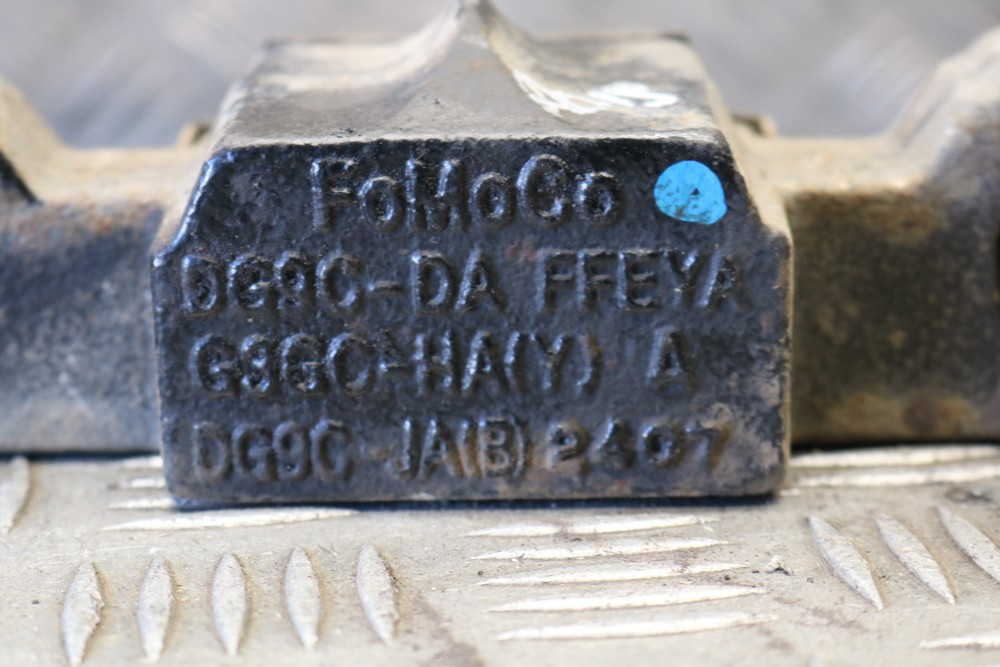 FoMoCo
DG9C-DA FFEYA
G9GC-HA(Y) A
DG9C-JA(B) 2407